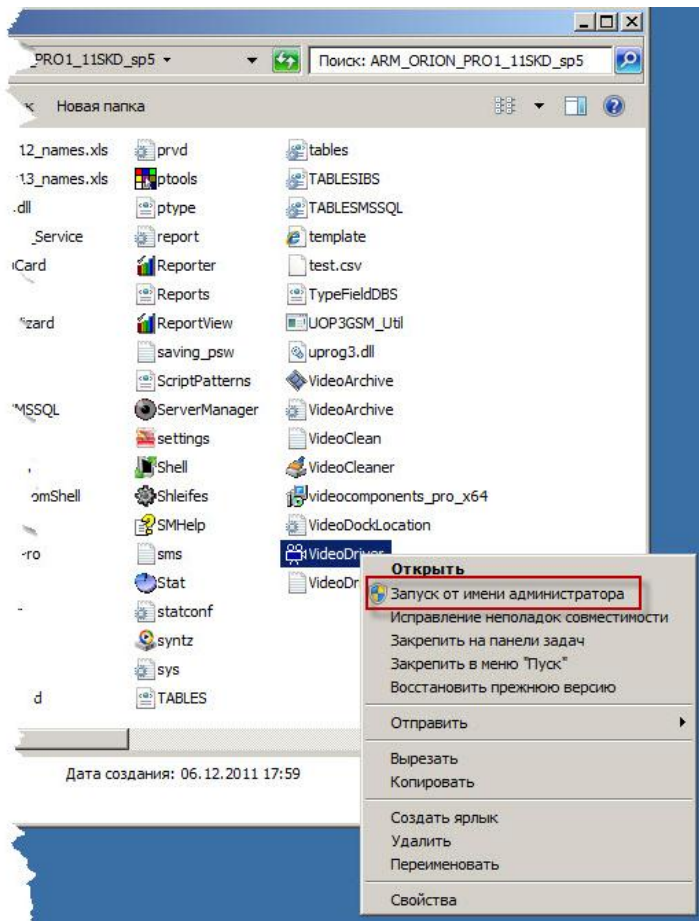 _PRO1_11SKD_sp5
Поиск: ARM_ORION_PRO1_11SKD_sp5
Новая папка
12_names.xls
13_names.xls
.dll
_Service
Card
izard
MSSQL
omShell
ro
d
prvd
ptools
ptype
report
Reporter
Reports
ReportView
saving_psw
ScriptPatterns
ServerManager
settings
Shell
Shleifes
SMHelp
sms
Stat
statconf
syntz
sys
TABLES
tables
TABLESIBS
TABLESMSSQL
template
test.csv
TypeFieldDBS
UOP3GSM_Util
uprog3.dll
VideoArchive
VideoArchive
VideoClean
VideoCleaner
videocomponents_pro_x64
VideoDockLocation
VideoDriver
VideoDr
Открыть
Запуск от имени администратора
Исправление неполадок совместимости
Закрепить на панели задач
Закрепить в меню "Пуск"
Восстановить прежнюю версию
Отправить
Вырезать
Копировать
Создать ярлык
Удалить
Переименовать
Свойства
Дата создания: 06.12.2011 17:59